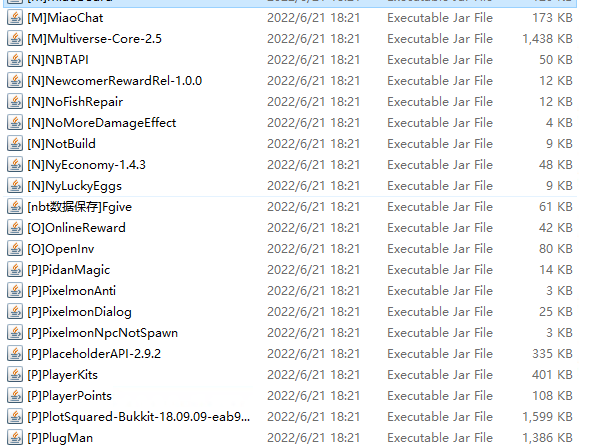 [M]MiaoChat 2022/6/21 18:21 Executable Jar File 173 KB
[M]Multiverse-Core-2.5 2022/6/21 18:21 Executable Jar File 1,438 KB
[N]NBTAPI 2022/6/21 18:21 Executable Jar File 50 KB
[N]NewcomerRewardRel-1.0.0 2022/6/21 18:21 Executable Jar File 12 KB
[N]NoFishRepair 2022/6/21 18:21 Executable Jar File 12 KB
[N]NoMoreDamageEffect 2022/6/21 18:21 Executable Jar File 4 KB
[N]NotBuild 2022/6/21 18:21 Executable Jar File 9 KB
[N]NyEconomy-1.4.3 2022/6/21 18:21 Executable Jar File 48 KB
[N]NyLuckyEggs 2022/6/21 18:21 Executable Jar File 9 KB
[nbt数据保存]Fgive 2022/6/21 18:21 Executable Jar File 61 KB
[O]OnlineReward 2022/6/21 18:21 Executable Jar File 42 KB
[O]OpenInv 2022/6/21 18:21 Executable Jar File 80 KB
[P]PidanMagic 2022/6/21 18:21 Executable Jar File 14 KB
[P]PixelmonAnti 2022/6/21 18:21 Executable Jar File 3 KB
[P]PixelmonDialog 2022/6/21 18:21 Executable Jar File 25 KB
[P]PixelmonNpcNotSpawn 2022/6/21 18:21 Executable Jar File 3 KB
[P]PlaceholderAPI-2.9.2 2022/6/21 18:21 Executable Jar File 335 KB
[P]PlayerKits 2022/6/21 18:21 Executable Jar File 401 KB
[P]PlayerPoints 2022/6/21 18:21 Executable Jar File 108 KB
[P]PlotSquared-Bukkit-18.09.09-eab9... 2022/6/21 18:21 Executable Jar File 1,599 KB
[P]PlugMan 2022/6/21 18:21 Executable Jar File 1,386 KB